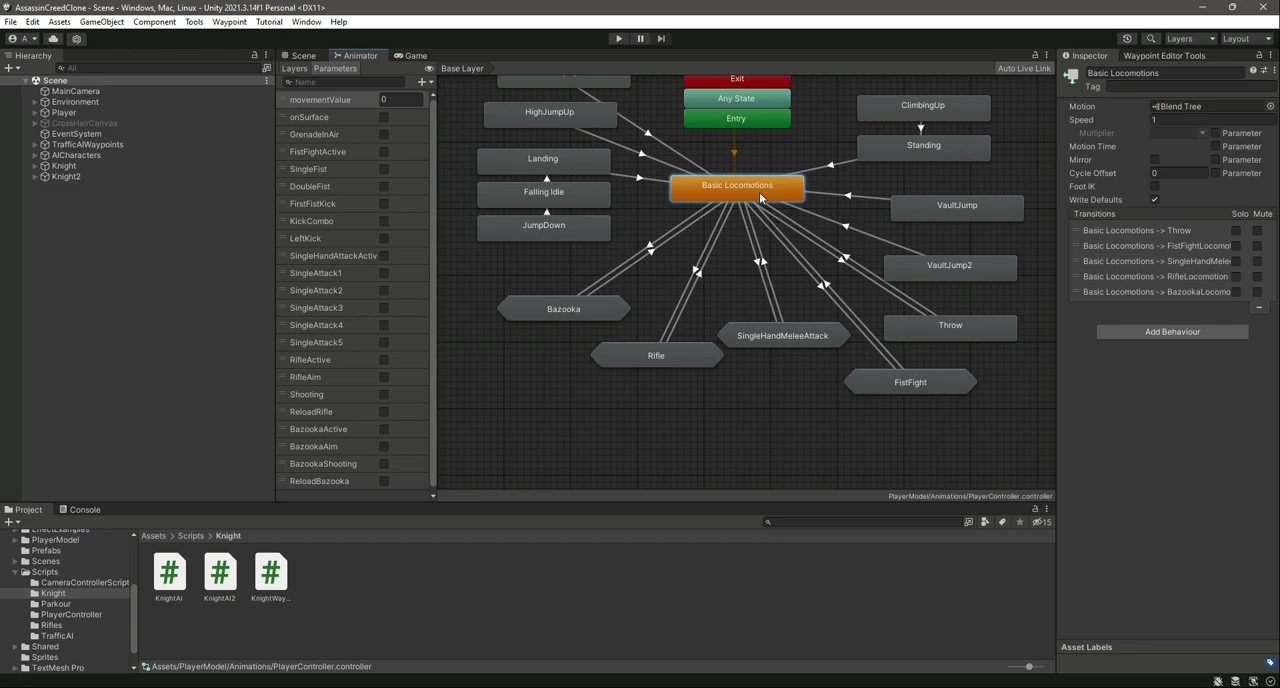 AssassinCreedClone - Scene - Windows, Mac, Linux - Unity 2021.3.14f1 Personal <DX11>
File Edit Assets GameObject Component Tools Waypoint Tutorial Window Help
A
Layers Layout
Hierarchy
All
Scene
MainCamera
Environment
Player
CrossHairCanvas
EventSystem
TrafficAIWaypoints
AICharacters
Knight
Knight2
Scene Animator Game
Layers Parameters
Base Layer Auto Live Link
Name
movementValue 0
onSurface
GrenadeInAir
FistFightActive
SingleFist
DoubleFist
FirstFistKick
KickCombo
LeftKick
SingleHandAttackActiv
SingleAttack1
SingleAttack2
SingleAttack3
SingleAttack4
SingleAttack5
RifleActive
RifleAim
Shooting
ReloadRifle
BazookaActive
BazookaAim
BazookaShooting
ReloadBazooka
Exit
Any State
Entry
HighJumpUp
ClimbingUp
Standing
Landing
Falling Idle
JumpDown
Basic Locomotions
VaultJump
VaultJump2
Throw
Bazooka
Rifle
SingleHandMeleeAttack
FistFight
PlayerModel/Animations/PlayerController.controller
Inspector Waypoint Editor Tools
Basic Locomotions
Tag
Motion Blend Tree
Speed 1
Multiplier Parameter
Motion Time Parameter
Mirror Parameter
Cycle Offset 0 Parameter
Foot IK
Write Defaults
Transitions Solo Mute
Basic Locomotions -> Throw
Basic Locomotions -> FistFightLocomot
Basic Locomotions -> SingleHandMele
Basic Locomotions -> RifleLocomotion
Basic Locomotions -> BazookaLocomo
Add Behaviour
Asset Labels
Project Console
15
PlayerModel
Prefabs
Scenes
Scripts
CameraControllerScript
Knight
Parkour
PlayerController
Rifles
TrafficAI
Shared
Sprites
TextMesh Pro
Assets > Scripts > Knight
KnightAI KnightAI2 KnightWay...
Assets/PlayerModel/Animations/PlayerController.controller